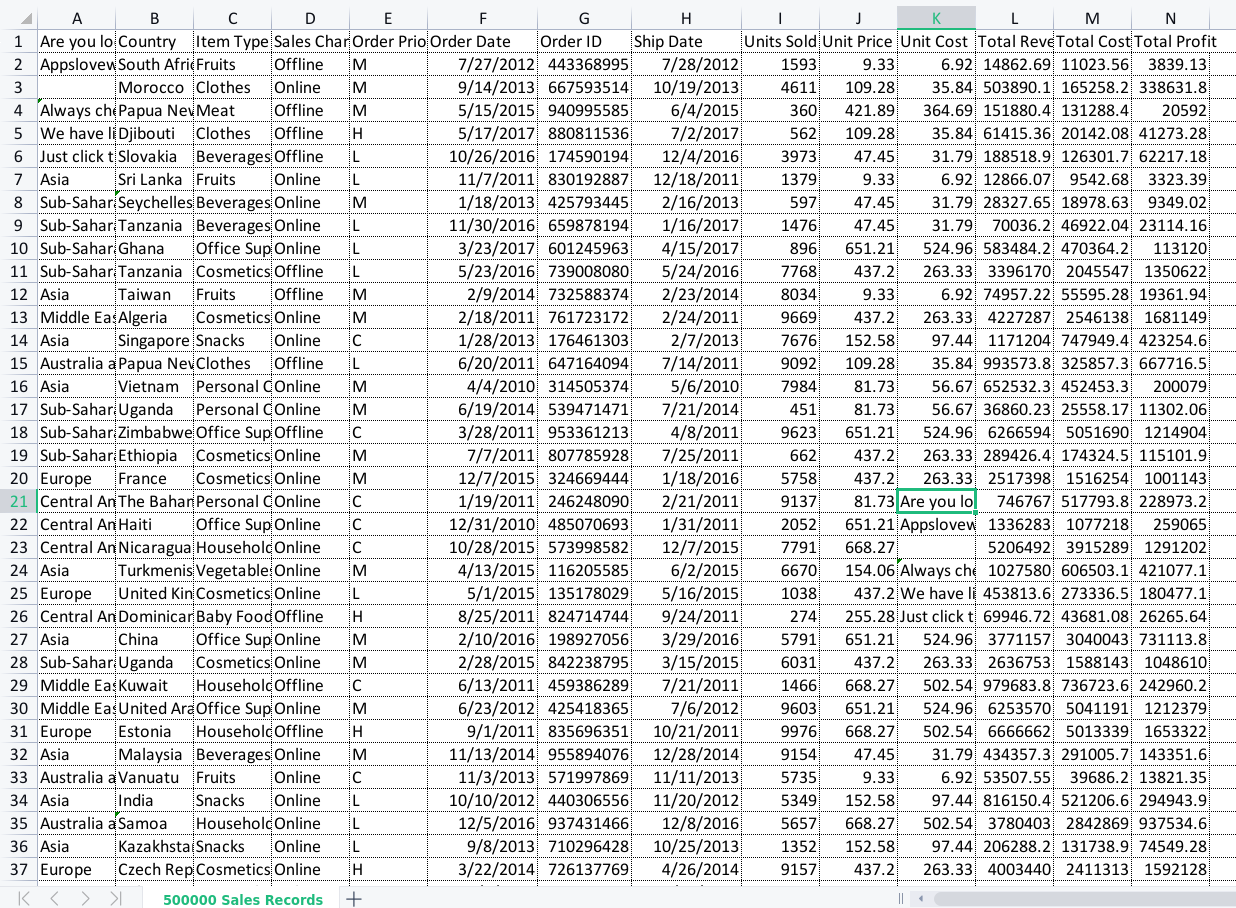 A B C D E F G H I J K L M N
1 Are you lo Country Item Type Sales Char Order Prio Order Date Order ID Ship Date Units Sold Unit Price Unit Cost Total Reve Total Cost Total Profit
2 Appslovew South Afri Fruits Offline M 7/27/2012 443368995 7/28/2012 1593 9.33 6.92 14862.69 11023.56 3839.13
3 Morocco Clothes Online M 9/14/2013 667593514 10/19/2013 4611 109.28 35.84 503890.1 165258.2 338631.8
4 Always che Papua Nev Meat Offline M 5/15/2015 940995585 6/4/2015 360 421.89 364.69 151880.4 131288.4 20592
5 We have li Djibouti Clothes Offline H 5/17/2017 880811536 7/2/2017 562 109.28 35.84 61415.36 20142.08 41273.28
6 Just click t Slovakia Beverages Offline L 10/26/2016 174590194 12/4/2016 3973 47.45 31.79 188518.9 126301.7 62217.18
7 Asia Sri Lanka Fruits Online L 11/7/2011 830192887 12/18/2011 1379 9.33 6.92 12866.07 9542.68 3323.39
8 Sub-Sahar Seychelles Beverages Online L 1/18/2013 425793445 2/16/2013 597 47.45 31.79 28327.65 18978.63 9349.02
9 Sub-Sahar Tanzania Beverages Online L 11/30/2016 659878194 1/16/2017 1476 47.45 31.79 70036.2 46922.04 23114.16
10 Sub-Sahar Ghana Office Sup Online L 3/23/2017 601245963 4/15/2017 896 651.21 524.96 583484.2 470364.2 113120
11 Sub-Sahar Tanzania Cosmetics Offline L 5/23/2016 739008080 5/24/2016 7768 437.2 263.33 3396170 2045547 1350622
12 Asia Taiwan Fruits Offline M 2/9/2014 732588374 2/23/2014 8034 9.33 6.92 74957.22 55595.28 19361.94
13 Middle Eas Algeria Cosmetics Online M 2/18/2011 761723172 2/24/2011 9669 437.2 263.33 4227287 2546138 1681149
14 Asia Singapore Snacks Online C 1/28/2013 176461303 2/7/2013 7676 152.58 97.44 1171204 747949.4 423254.6
15 Australia a Papua Nev Clothes Offline L 6/20/2011 647164094 7/14/2011 9092 109.28 35.84 993573.8 325857.3 667716.5
16 Asia Vietnam Personal C Online M 4/4/2010 314505374 5/6/2010 7984 81.73 56.67 652532.3 452453.3 200079
17 Sub-Sahar Uganda Personal C Online M 6/19/2014 539471471 7/21/2014 451 81.73 56.67 36860.23 25558.17 11302.06
18 Sub-Sahar Zimbabwe Office Sup Offline C 3/28/2011 953361213 4/8/2011 9623 651.21 524.96 6266594 5051690 1214904
19 Sub-Sahar Ethiopia Cosmetics Online M 7/7/2011 807785928 7/25/2011 662 437.2 263.33 289426.4 174324.5 115101.9
20 Europe France Cosmetics Online M 12/7/2015 324669444 1/18/2016 5758 437.2 263.33 2517398 1516254 1001143
21 Central An The Bahar Personal C Online C 1/19/2011 246248090 2/21/2011 9137 81.73 Are you lo 746767 517793.8 228973.2
22 Central An Haiti Office Sup Online C 12/31/2010 485070693 1/31/2011 2052 651.21 Appslovew 1336283 1077218 259065
23 Central An Nicaragua Household Online C 10/28/2015 573998582 12/7/2015 7791 668.27 5206492 3915289 1291202
24 Asia Turkmenis Vegetable Online M 4/13/2015 116205585 6/2/2015 6670 154.06 Always che 1027580 606503.1 421077.1
25 Europe United Kin Cosmetics Online L 5/1/2015 135178029 5/16/2015 1038 437.2 We have li 453813.6 273336.5 180477.1
26 Central An Dominicar Baby Food Offline H 8/25/2011 824714744 9/24/2011 274 255.28 Just click t 69946.72 43681.08 26265.64
27 Asia China Office Sup Online M 2/10/2016 198927056 3/29/2016 5791 651.21 524.96 3771157 3040043 731113.8
28 Sub-Sahar Uganda Cosmetics Online M 2/28/2015 842238795 3/15/2015 6031 437.2 263.33 2636753 1588143 1048610
29 Middle Eas Kuwait Household Offline C 6/13/2011 459386289 7/21/2011 1466 668.27 502.54 979683.8 736723.6 242960.2
30 Middle Eas United Ara Office Sup Online M 6/23/2012 425418365 7/6/2012 9603 651.21 524.96 6253570 5041191 1212379
31 Europe Estonia Household Offline H 9/1/2011 835696351 10/21/2011 9976 668.27 502.54 6666662 5013339 1653322
32 Asia Malaysia Beverages Online M 11/13/2014 955894076 12/28/2014 9154 47.45 31.79 434357.3 291005.7 143351.6
33 Australia a Vanuatu Fruits Online C 11/3/2013 571997869 11/11/2013 5735 9.33 6.92 53507.55 39686.2 13821.35
34 Asia India Snacks Online L 10/10/2012 440306556 11/20/2012 5349 152.58 97.44 816150.4 521206.6 294943.9
35 Australia a Samoa Household Online L 12/5/2016 937431466 12/8/2016 5657 668.27 502.54 3780403 2842869 937534.6
36 Asia Kazakhsta Snacks Online L 9/8/2013 710296428 10/25/2013 1352 152.58 97.44 206288.2 131738.9 74549.28
37 Europe Czech Rep Cosmetics Online H 3/22/2014 726137769 4/26/2014 9157 437.2 263.33 4003440 2411313 1592128
500000 Sales Records